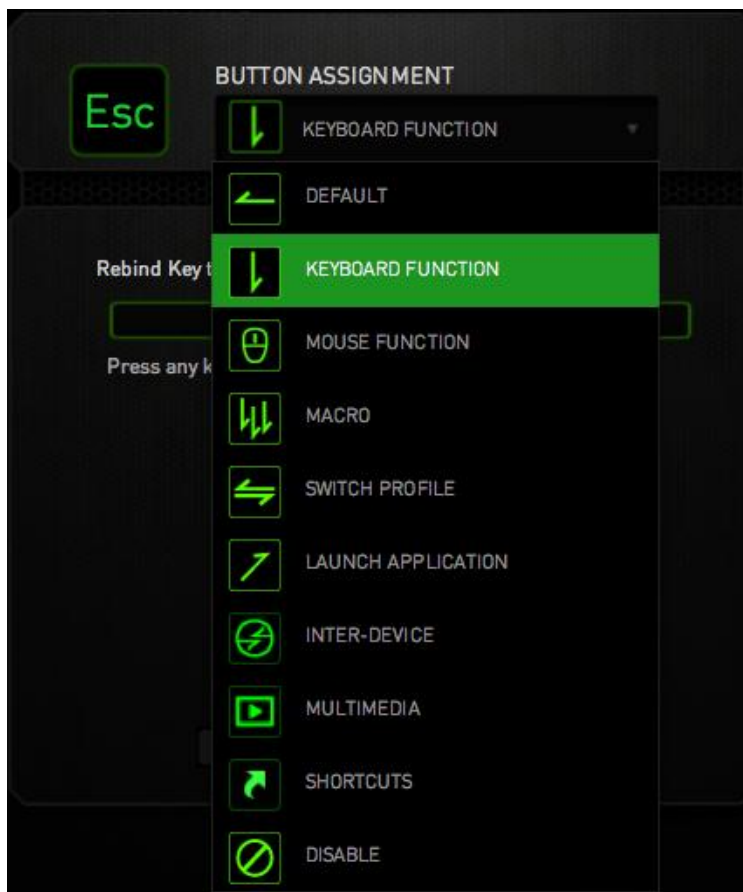 BUTTON ASSIGNMENT
Esc
KEYBOARD FUNCTION
DEFAULT
Rebind Key
KEYBOARD FUNCTION
MOUSE FUNCTION
Press any
MACRO
SWITCH PROFILE
LAUNCH APPLICATION
INTER-DEVICE
MULTIMEDIA
SHORTCUTS
DISABLE